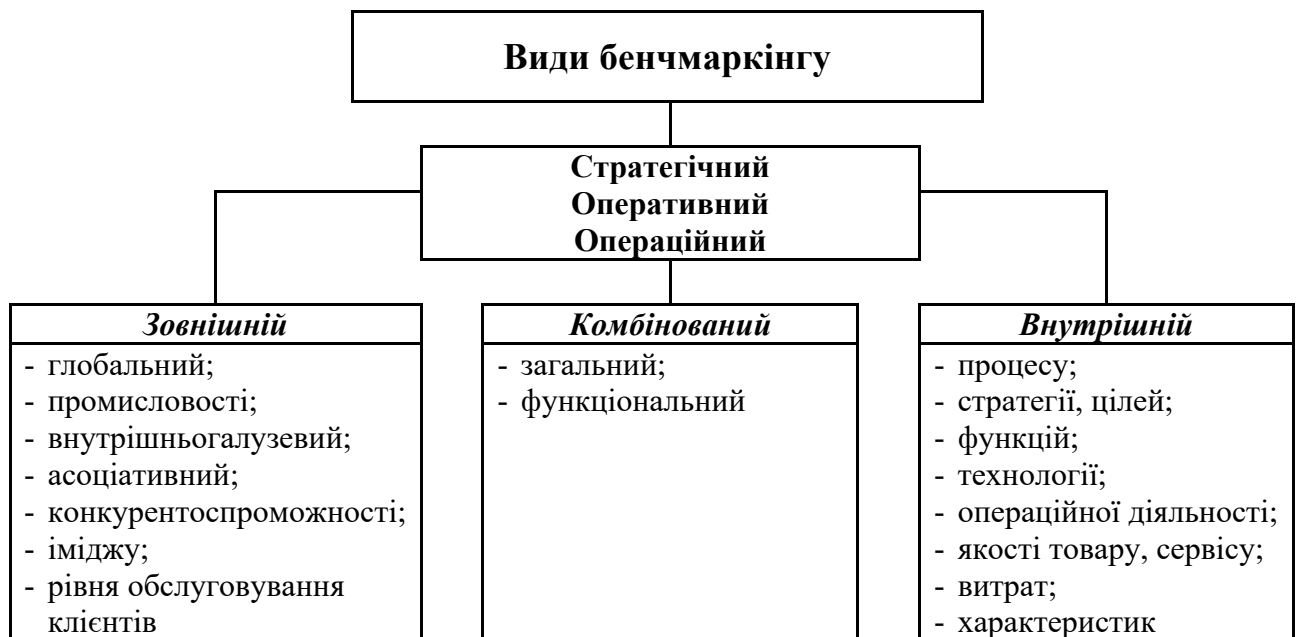 Види бенчмаркінгу
Стратегічний
Оперативний
Операційний
Зовнішній
- глобальний;
- промисловості;
- внутрішньогалузевий;
- асоціативний;
- конкурентоспроможності;
- іміджу;
- рівня обслуговування
клієнтів
Комбінований
- загальний;
- функціональний
Внутрішній
- процесу;
- стратегії, цілей;
- функцій;
- технології;
- операційної діяльності;
- якості товару, сервісу;
- витрат;
- характеристик